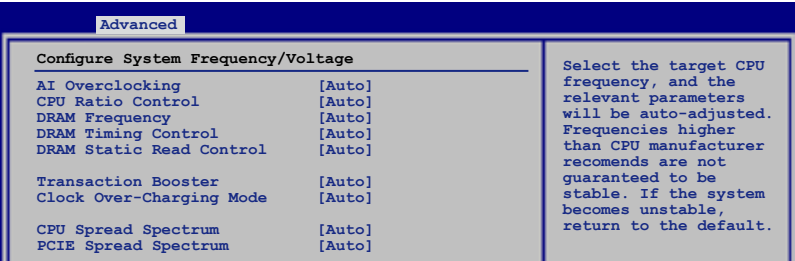 Advanced
Configure System Frequency/Voltage
AI Overclocking [Auto]
CPU Ratio Control [Auto]
DRAM Frequency [Auto]
DRAM Timing Control [Auto]
DRAM Static Read Control [Auto]
Transaction Booster [Auto]
Clock Over-Charging Mode [Auto]
CPU Spread Spectrum [Auto]
PCIE Spread Spectrum [Auto]
Select the target CPU
frequency, and the
relevant parameters
will be auto-adjusted.
Frequencies higher
than CPU manufacturer
recomends are not
guaranteed to be
stable. If the system
becomes unstable,
return to the default.